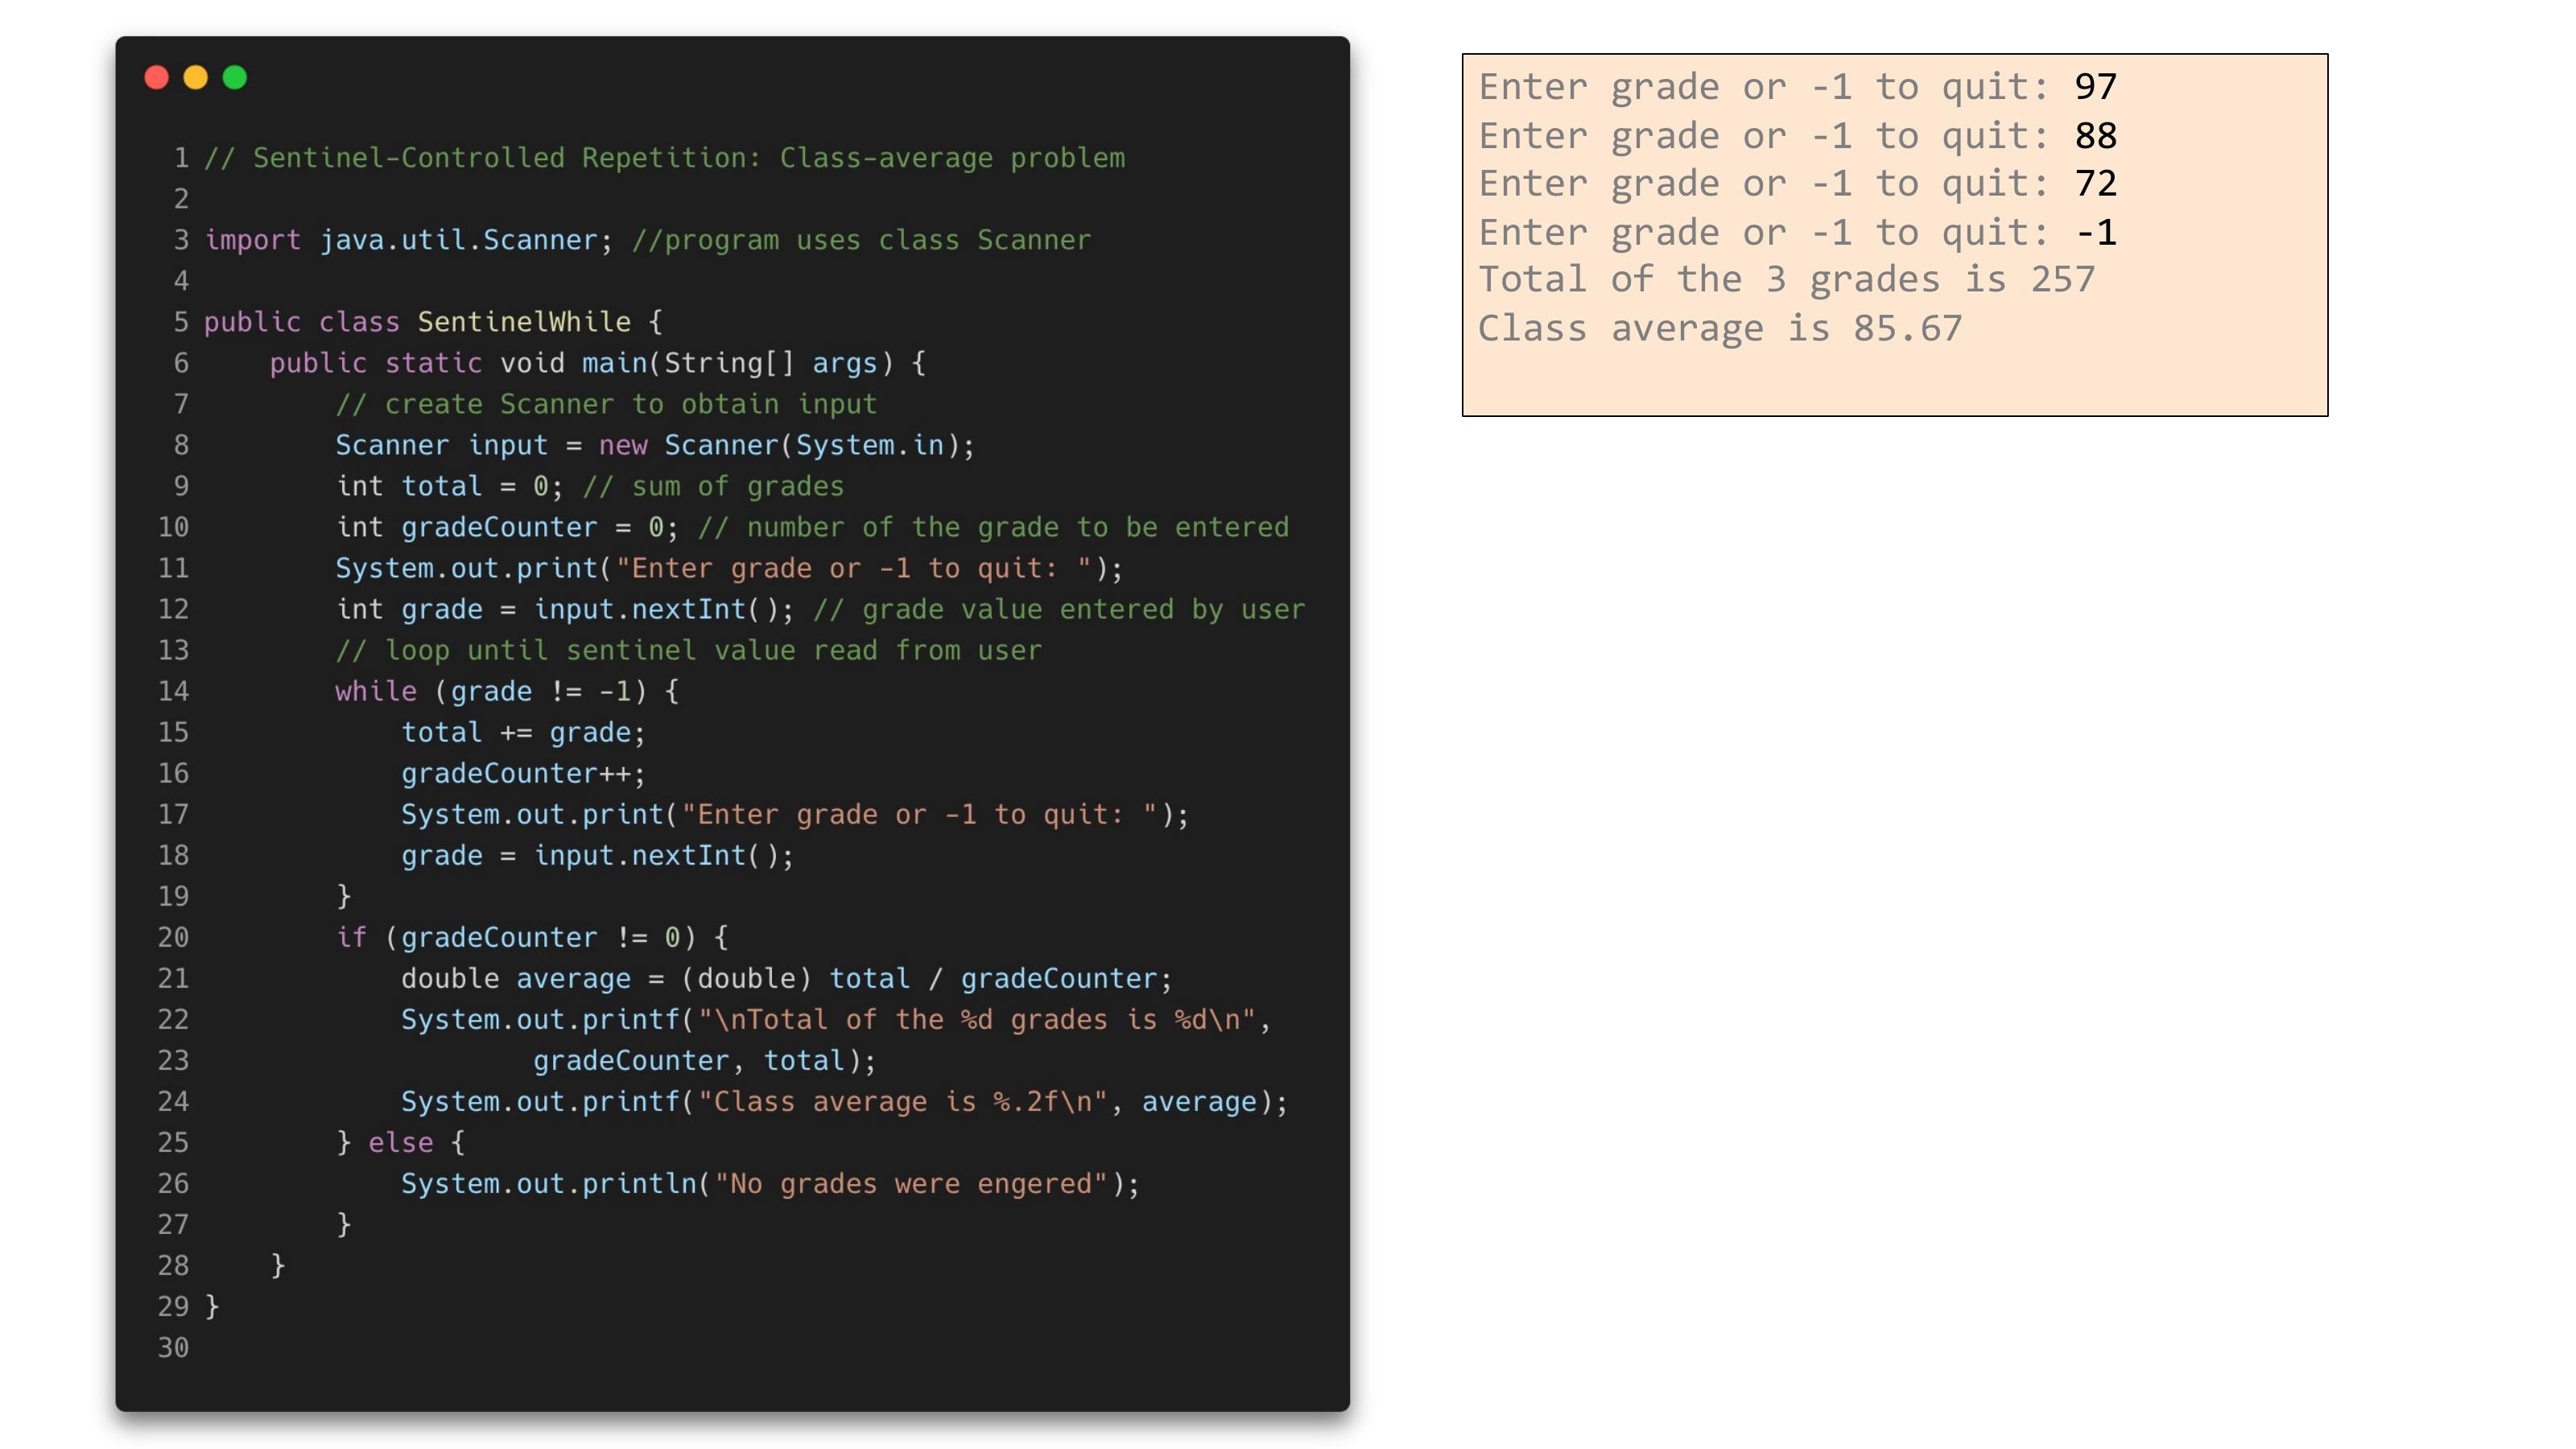 1 // Sentinel-Controlled Repetition: Class-average problem
2
3 import java.util.Scanner; //program uses class Scanner
4
5 public class SentinelWhile {
6     public static void main(String[] args) {
7         // create Scanner to obtain input
8         Scanner input = new Scanner(System.in);
9         int total = 0; // sum of grades
10         int gradeCounter = 0; // number of the grade to be entered
11         System.out.print("Enter grade or -1 to quit: ");
12         int grade = input.nextInt(); // grade value entered by user
13         // loop until sentinel value read from user
14         while (grade != -1) {
15             total += grade;
16             gradeCounter++;
17             System.out.print("Enter grade or -1 to quit: ");
18             grade = input.nextInt();
19         }
20         if (gradeCounter != 0) {
21             double average = (double) total / gradeCounter;
22             System.out.printf("\nTotal of the %d grades is %d\n",
23                     gradeCounter, total);
24             System.out.printf("Class average is %.2f\n", average);
25         } else {
26             System.out.println("No grades were engered");
27         }
28     }
29 }
30
Enter grade or -1 to quit: 97
Enter grade or -1 to quit: 88
Enter grade or -1 to quit: 72
Enter grade or -1 to quit: -1
Total of the 3 grades is 257
Class average is 85.67